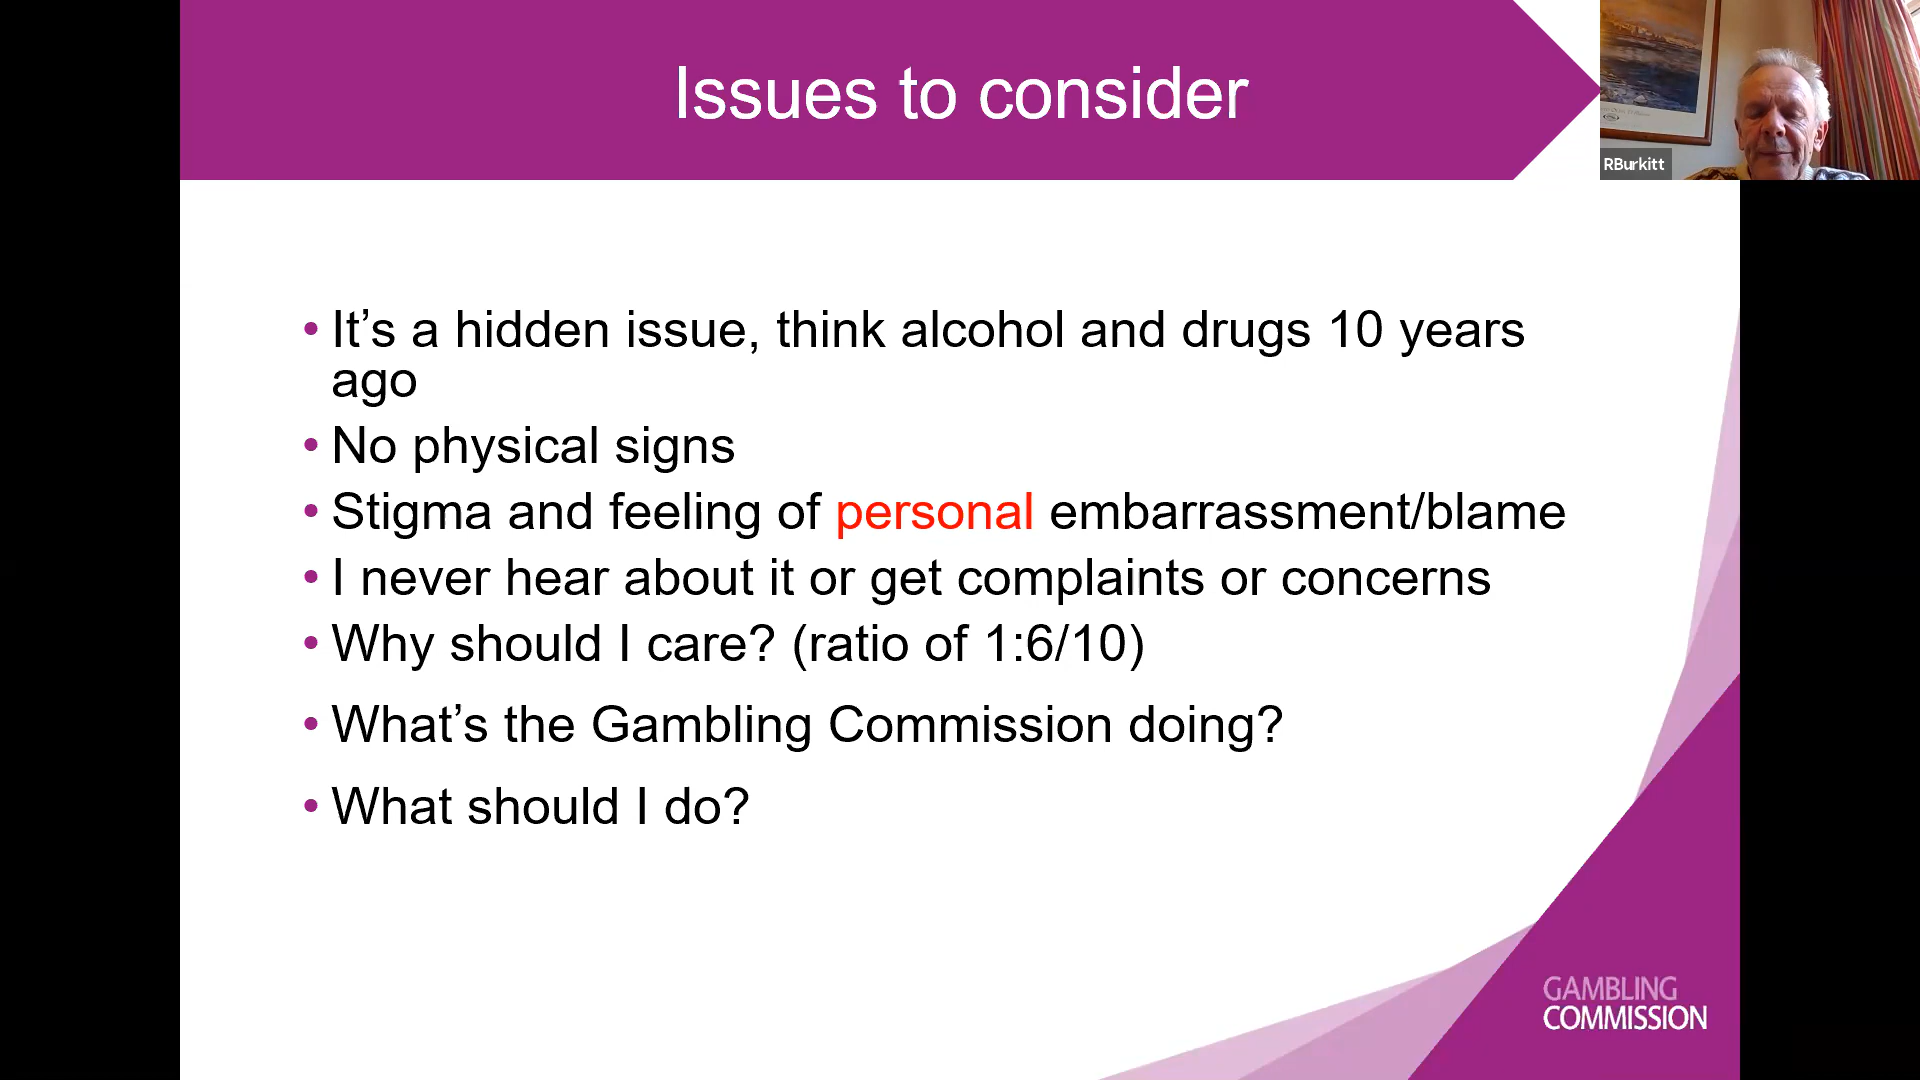 Issues to consider
RBurkitt
• It’s a hidden issue, think alcohol and drugs 10 years
ago
• No physical signs
• Stigma and feeling of personal embarrassment/blame
• I never hear about it or get complaints or concerns
• Why should I care? (ratio of 1:6/10)
• What’s the Gambling Commission doing?
• What should I do?
GAMBLING
COMMISSION